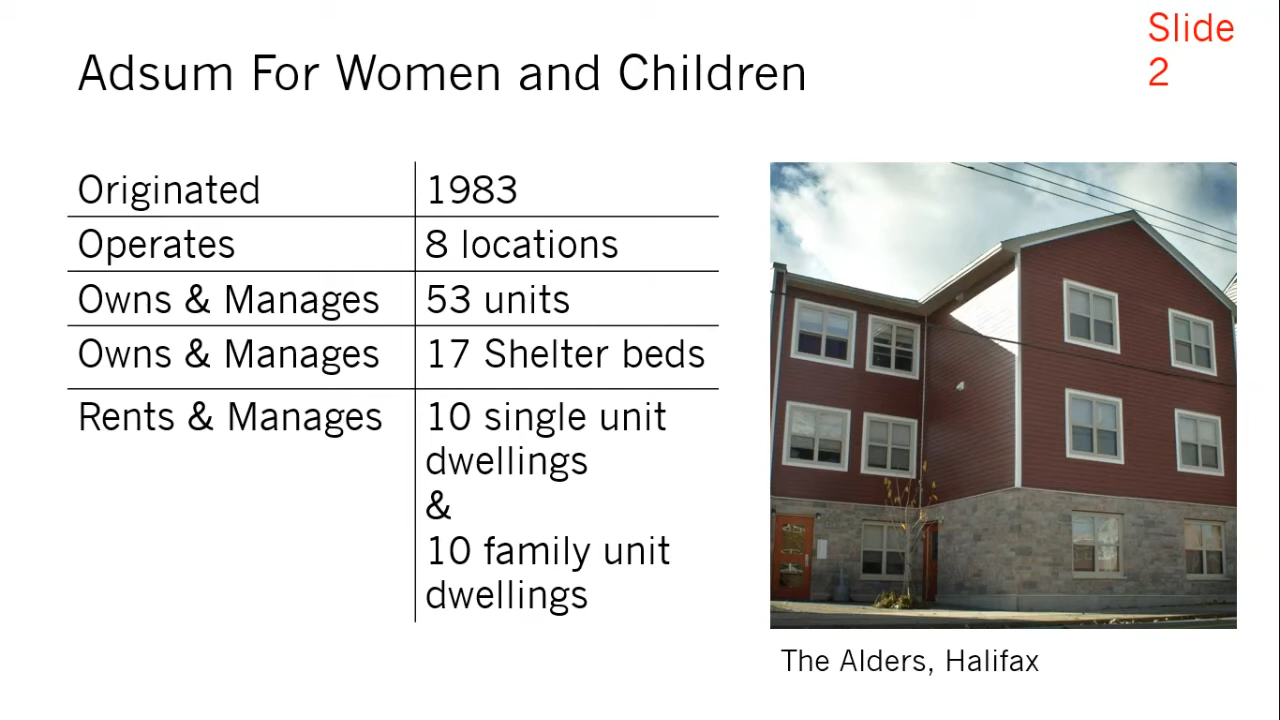 Slide
2
Adsum For Women and Children
Originated 1983
Operates 8 locations
Owns & Manages 53 units
Owns & Manages 17 Shelter beds
Rents & Manages 10 single unit
dwellings
&
10 family unit
dwellings
The Alders, Halifax